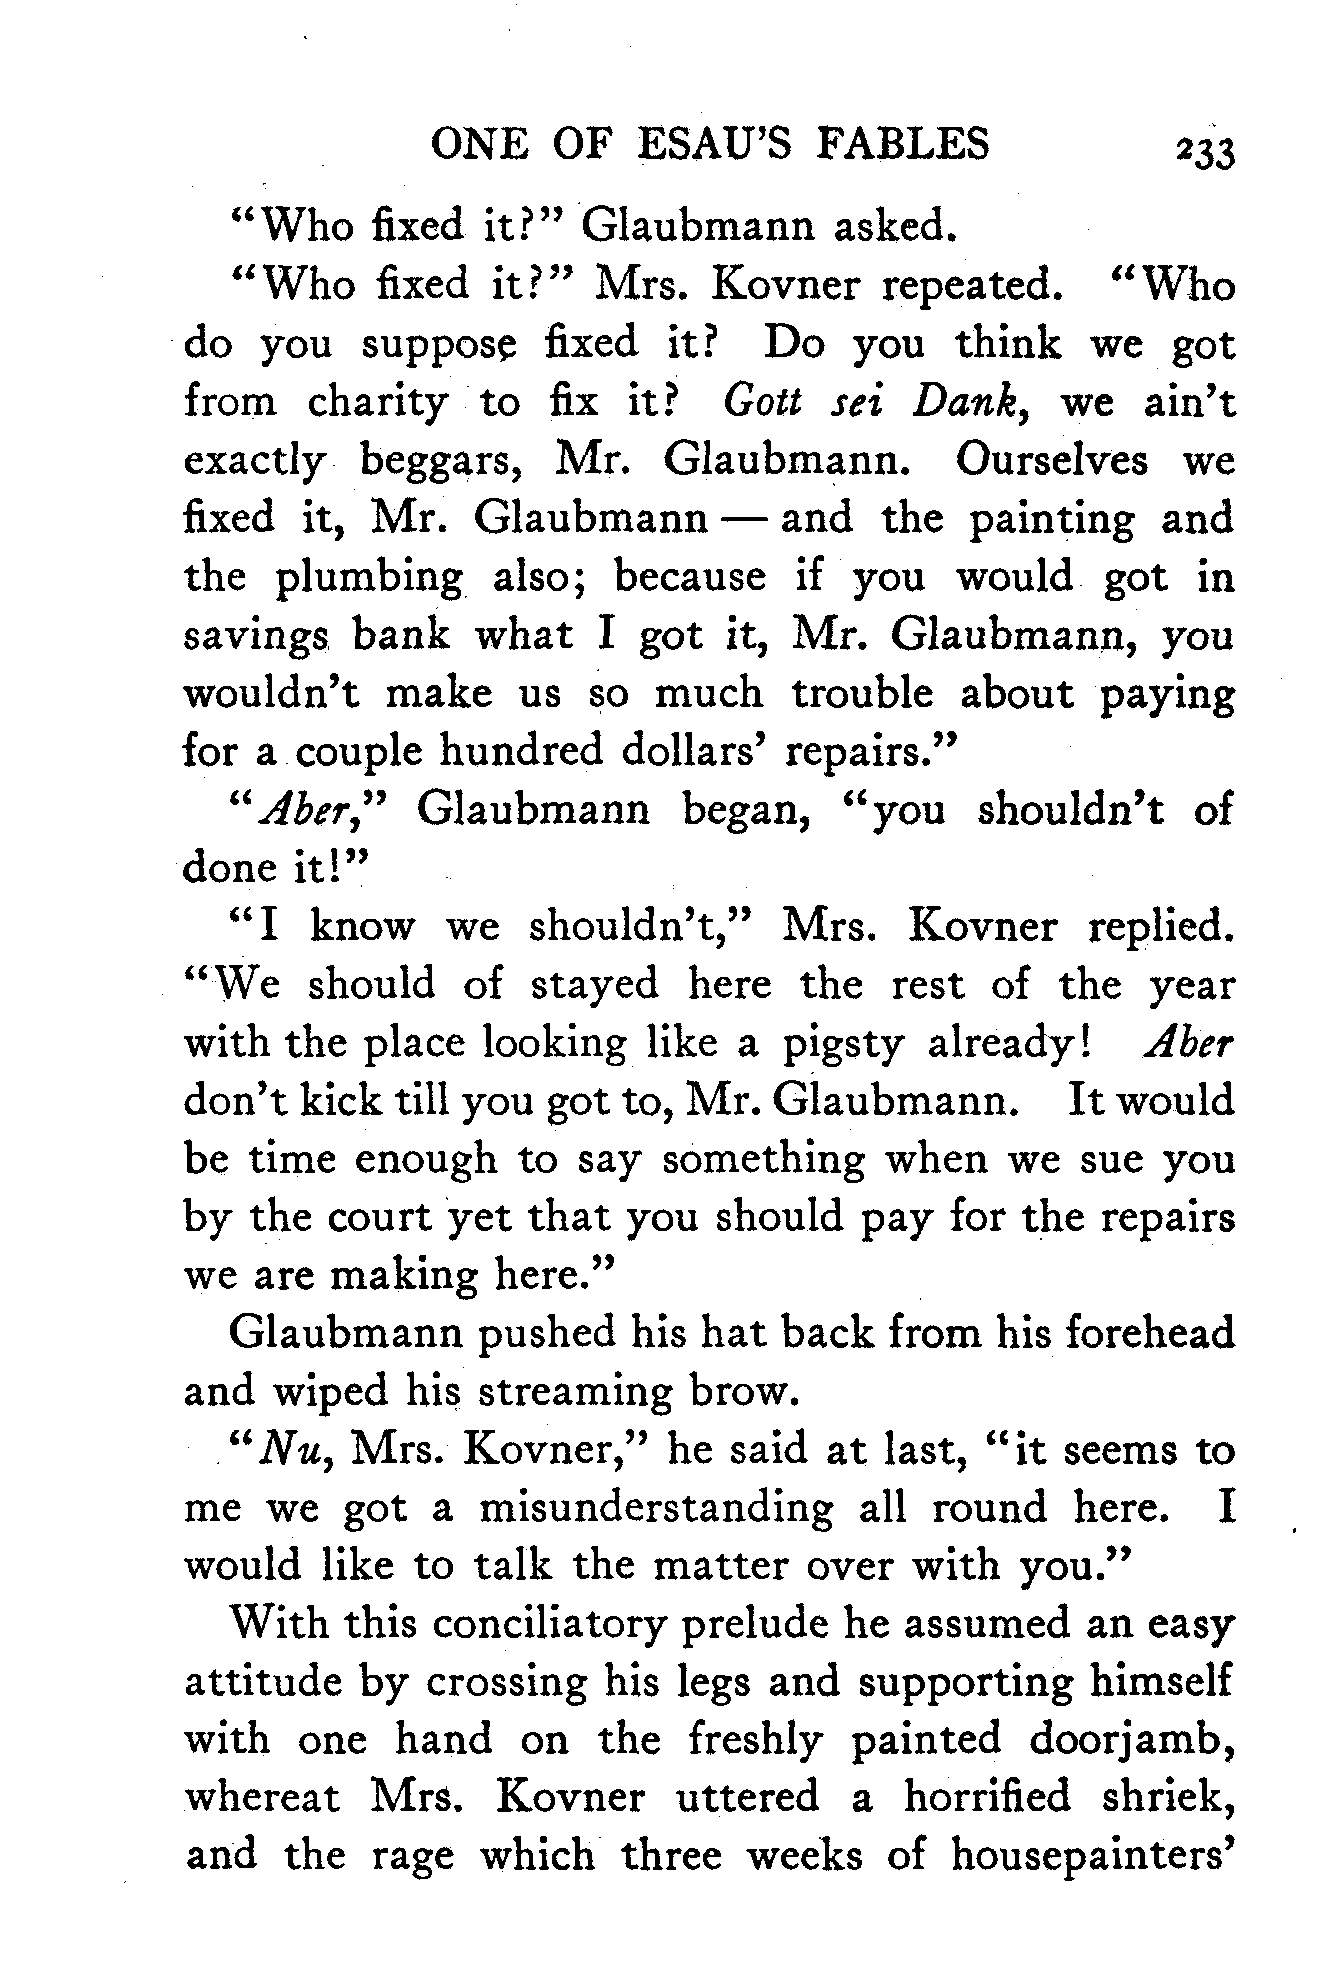 ONE OF ESAU'S FABLES 233
"Who fixed it?" Glaubmann asked.
"Who fixed it?" Mrs. Kovner repeated. "Who
do you suppose fixed it? Do you think we got
from charity to fix it? Gott sei Dank, we ain't
exactly beggars, Mr. Glaubmann. Ourselves we
fixed it, Mr. Glaubmann — and the painting and
the plumbing also; because if you would got in
savings bank what I got it, Mr. Glaubmann, you
wouldn't make us so much trouble about paying
for a couple hundred dollars' repairs."
"Aber," Glaubmann began, "you shouldn't of
done it!"
"I know we shouldn't," Mrs. Kovner replied.
"We should of stayed here the rest of the year
with the place looking like a pigsty already! Aber
don't kick till you got to, Mr. Glaubmann. It would
be time enough to say something when we sue you
by the court yet that you should pay for the repairs
we are making here."
Glaubmann pushed his hat back from his forehead
and wiped his streaming brow.
"Nu, Mrs. Kovner," he said at last, "it seems to
me we got a misunderstanding all round here. I
would like to talk the matter over with you."
With this conciliatory prelude he assumed an easy
attitude by crossing his legs and supporting himself
with one hand on the freshly painted doorjamb,
whereat Mrs. Kovner uttered a horrified shriek,
and the rage which three weeks of housepainters'